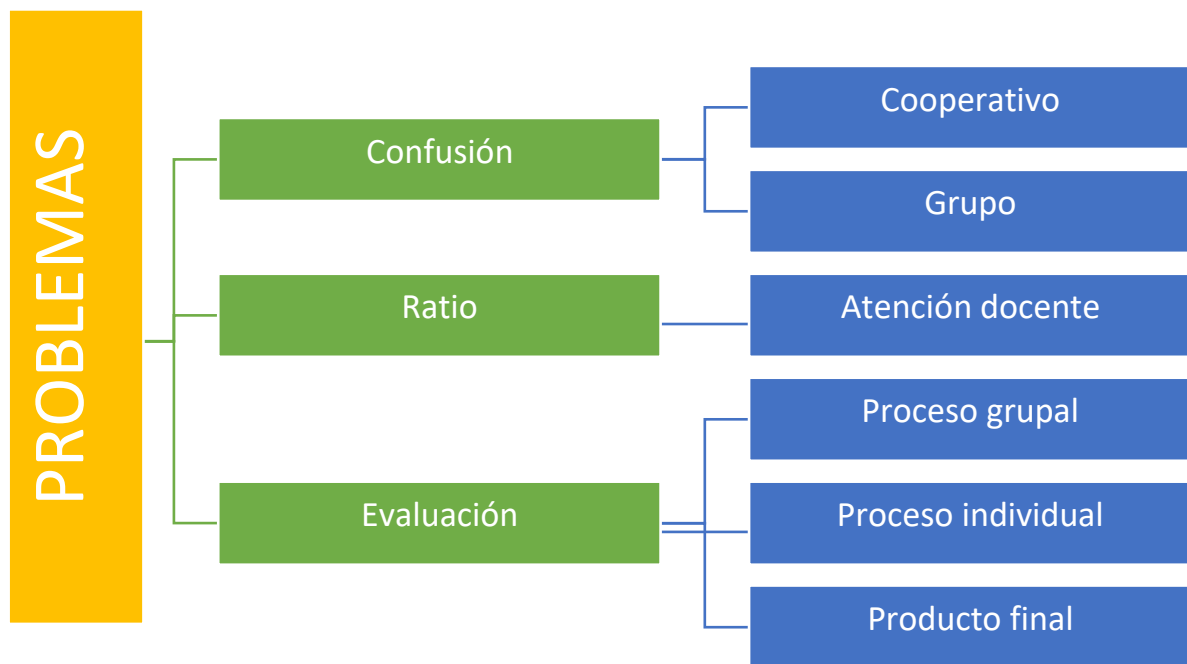 PROBLEMAS
Confusión
Cooperativo
Grupo
Ratio
Atención docente
Evaluación
Proceso grupal
Proceso individual
Producto final